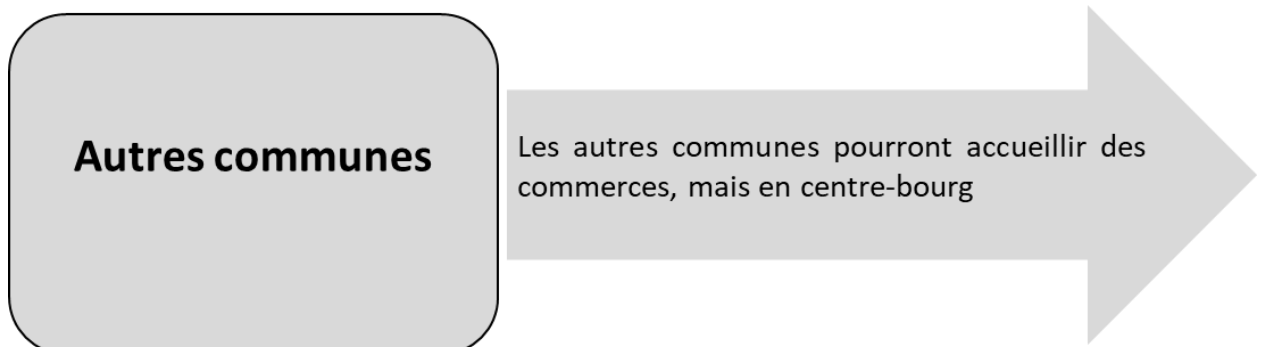 Autres communes
Les autres communes pourront accueillir des
commerces, mais en centre-bourg